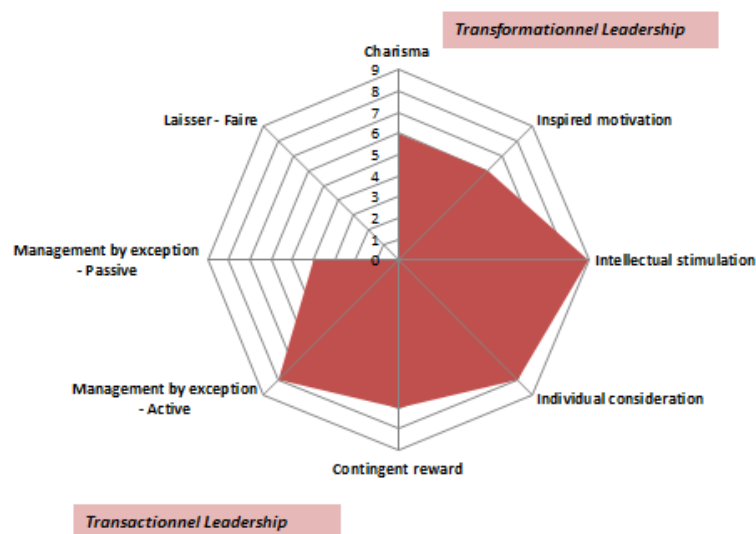 Transformationnel Leadership
Charisma
9
8
7
6
5
4
3
2
1
0
Laisser - Faire
Inspired motivation
Management by exception
- Passive
Intellectual stimulation
Management by exception
- Active
Individual consideration
Contingent reward
Transactionnel Leadership